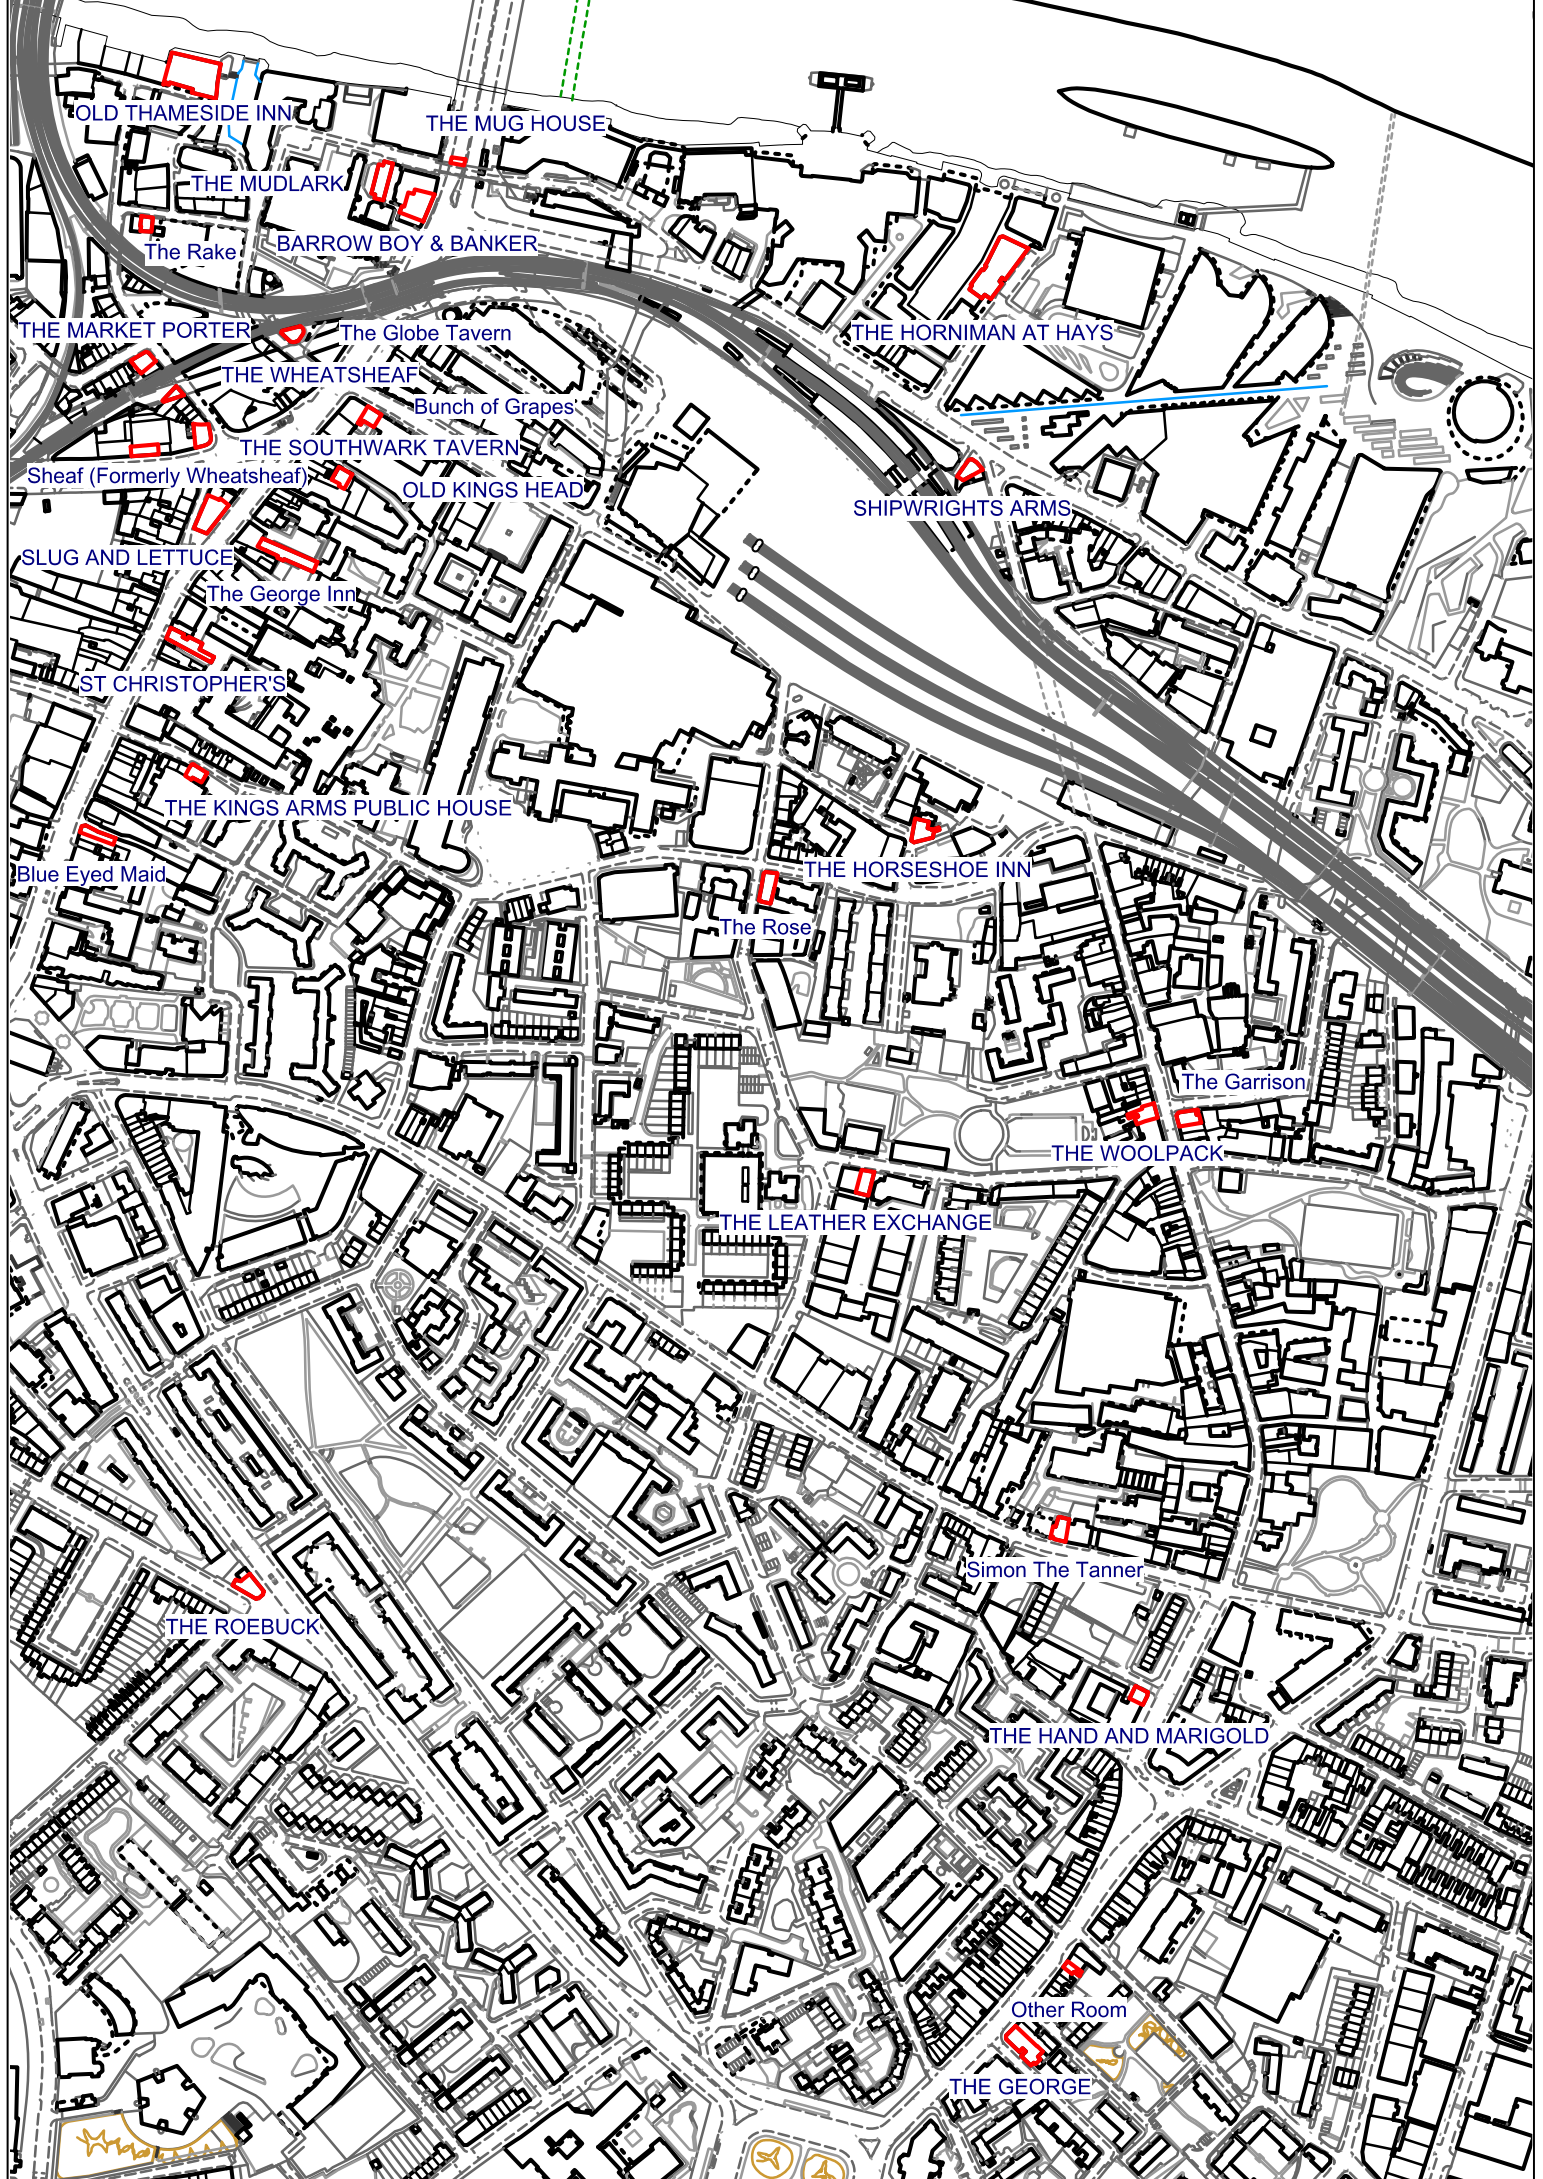 OLD THAMESIDE INN
THE MUG HOUSE
THE MUDLARK
The Rake
BARROW BOY & BANKER
THE MARKET PORTER
The Globe Tavern
THE HORNIMAN AT HAYS
THE WHEATSHEAF
Bunch of Grapes
THE SOUTHWARK TAVERN
Sheaf (Formerly Wheatsheaf)
OLD KINGS HEAD
SHIPWRIGHTS ARMS
SLUG AND LETTUCE
The George Inn
ST CHRISTOPHER'S
THE KINGS ARMS PUBLIC HOUSE
Blue Eyed Maid
THE HORSESHOE INN
The Rose
The Garrison
THE WOOLPACK
THE LEATHER EXCHANGE
Simon The Tanner
THE ROEBUCK
THE HAND AND MARIGOLD
Other Room
THE GEORGE